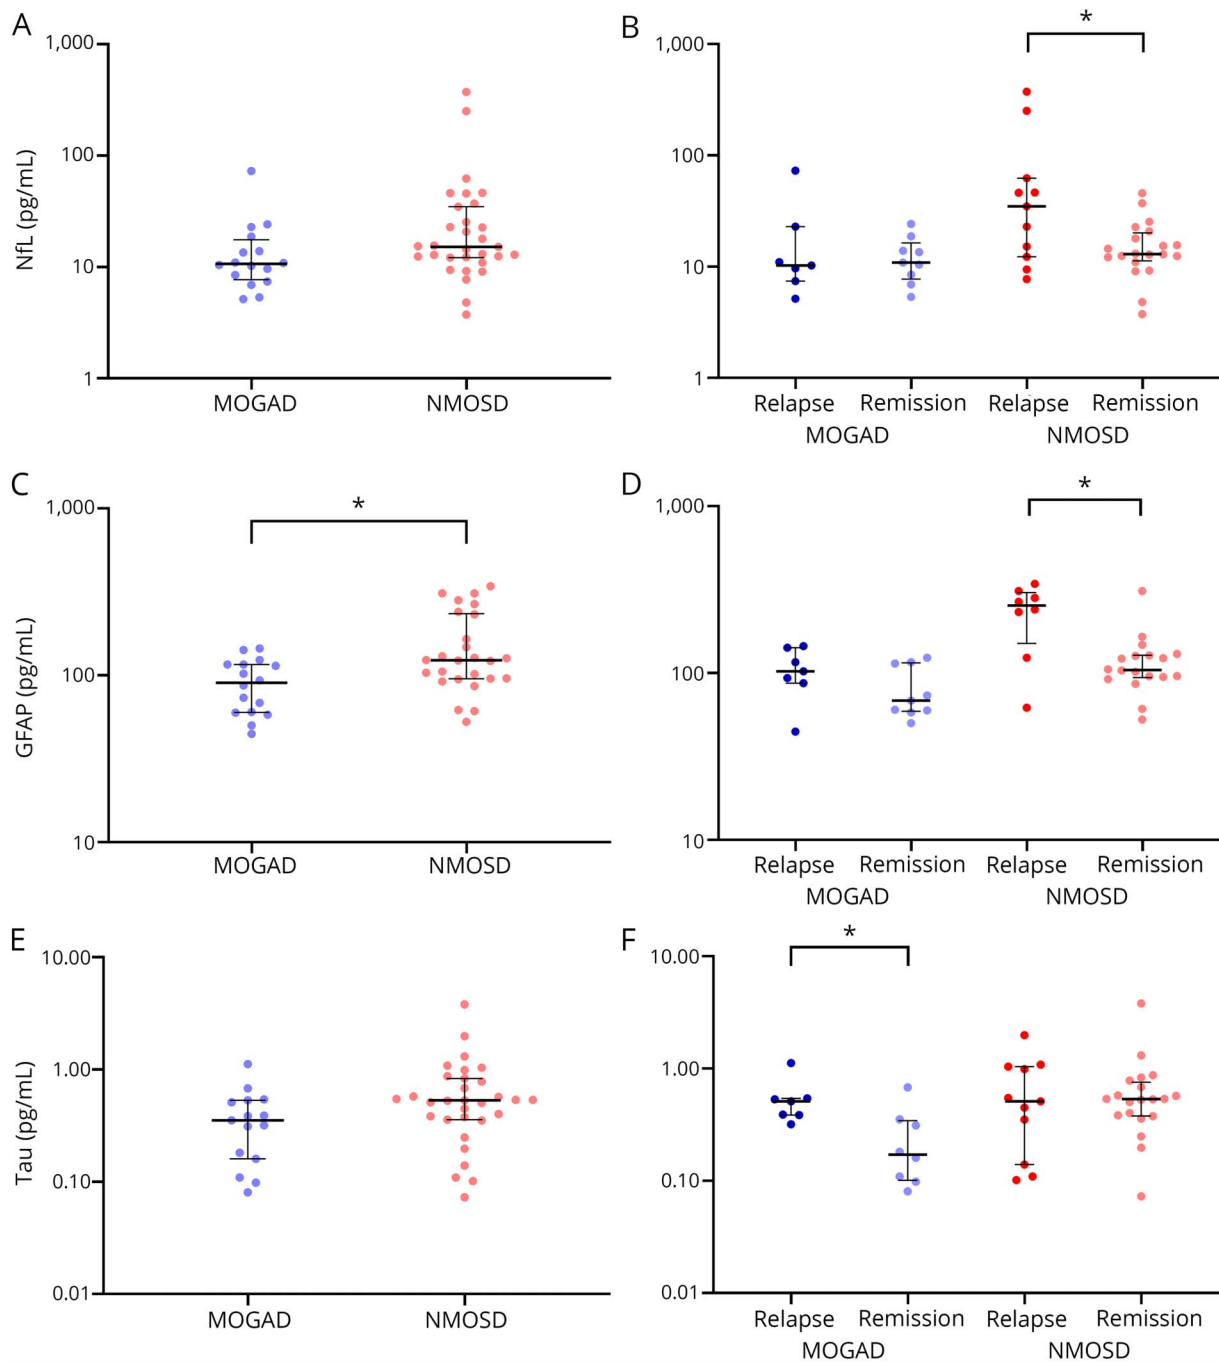 A
1,000
100
10
1
NfL (pg/mL)
MOGAD NMOSD
B
*
1,000
100
10
1
Relapse Remission Relapse Remission
MOGAD NMOSD
C
*
1,000
100
10
GFAP (pg/mL)
MOGAD NMOSD
D
*
1,000
100
10
Relapse Remission Relapse Remission
MOGAD NMOSD
E
10.00
1.00
0.10
0.01
Tau (pg/mL)
MOGAD NMOSD
F
*
10.00
1.00
0.10
0.01
Relapse Remission Relapse Remission
MOGAD NMOSD